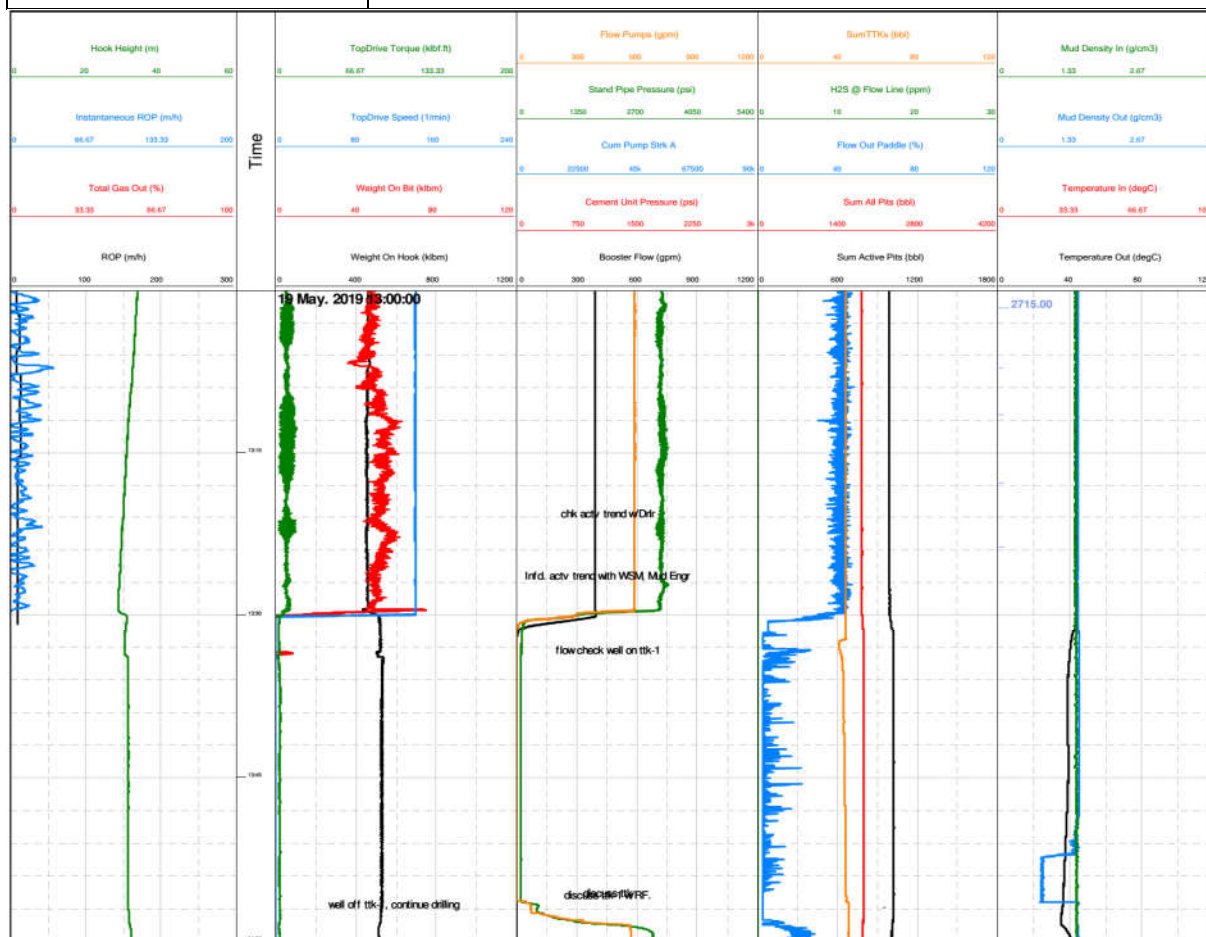 Hook Height (m)
0 20 40 60
Instantaneous ROP (m/h)
0 66.67 133.33 200
Total Gas Out (%)
0 33.33 66.67 100
ROP (m/h)
0 100 200 300
Time
TopDrive Torque (klbf.ft)
0 66.67 133.33 200
TopDrive Speed (1/min)
0 80 160 240
Weight On Bit (klbm)
0 40 80 120
Weight On Hook (klbm)
0 400 800 1200
Flow Pumps (gpm)
0 300 600 900 1200
Stand Pipe Pressure (psi)
0 1350 2700 4050 5400
Cum Pump Strk A
0 22500 45k 67500 90k
Cement Unit Pressure (psi)
0 750 1500 2250 3k
Booster Flow (gpm)
0 300 600 900 1200
SumTTKs (bbl)
0 40 80 120
H2S @ Flow Line (ppm)
0 10 20 30
Flow Out Paddle (%)
0 40 80 120
Sum All Pits (bbl)
0 1400 2800 4200
Sum Active Pits (bbl)
0 600 1200 1800
Mud Density In (g/cm3)
0 1.33 2.67
Mud Density Out (g/cm3)
0 1.33 2.67
Temperature In (degC)
0 33.33 66.67 10
Temperature Out (degC)
0 40 80 12
19 May. 2019 13:00:00
2715.00
chk actv trend w/Drlr
Infd. actv trend with WSM, Mud Engr
1330
flow check well on ttk-1
1345
well off ttk-1, continue drilling